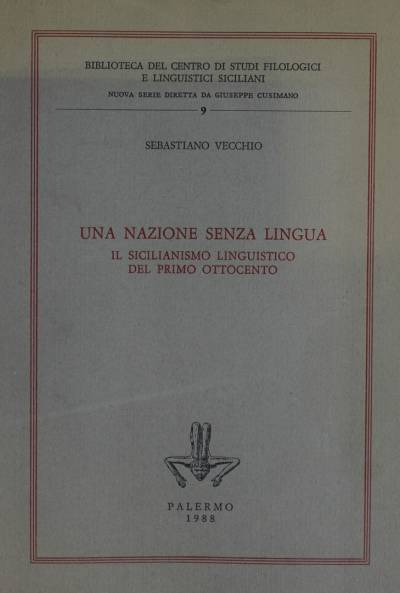 BIBLIOTECA DEL CENTRO DI STUDI FILOLOGICI
E LINGUISTICI SICILIANI
NUOVA SERIE DIRETTA DA GIUSEPPE CUSIMANO
9
SEBASTIANO VECCHIO
UNA NAZIONE SENZA LINGUA
IL SICILIANISMO LINGUISTICO
DEL PRIMO OTTOCENTO
PALERMO
1988